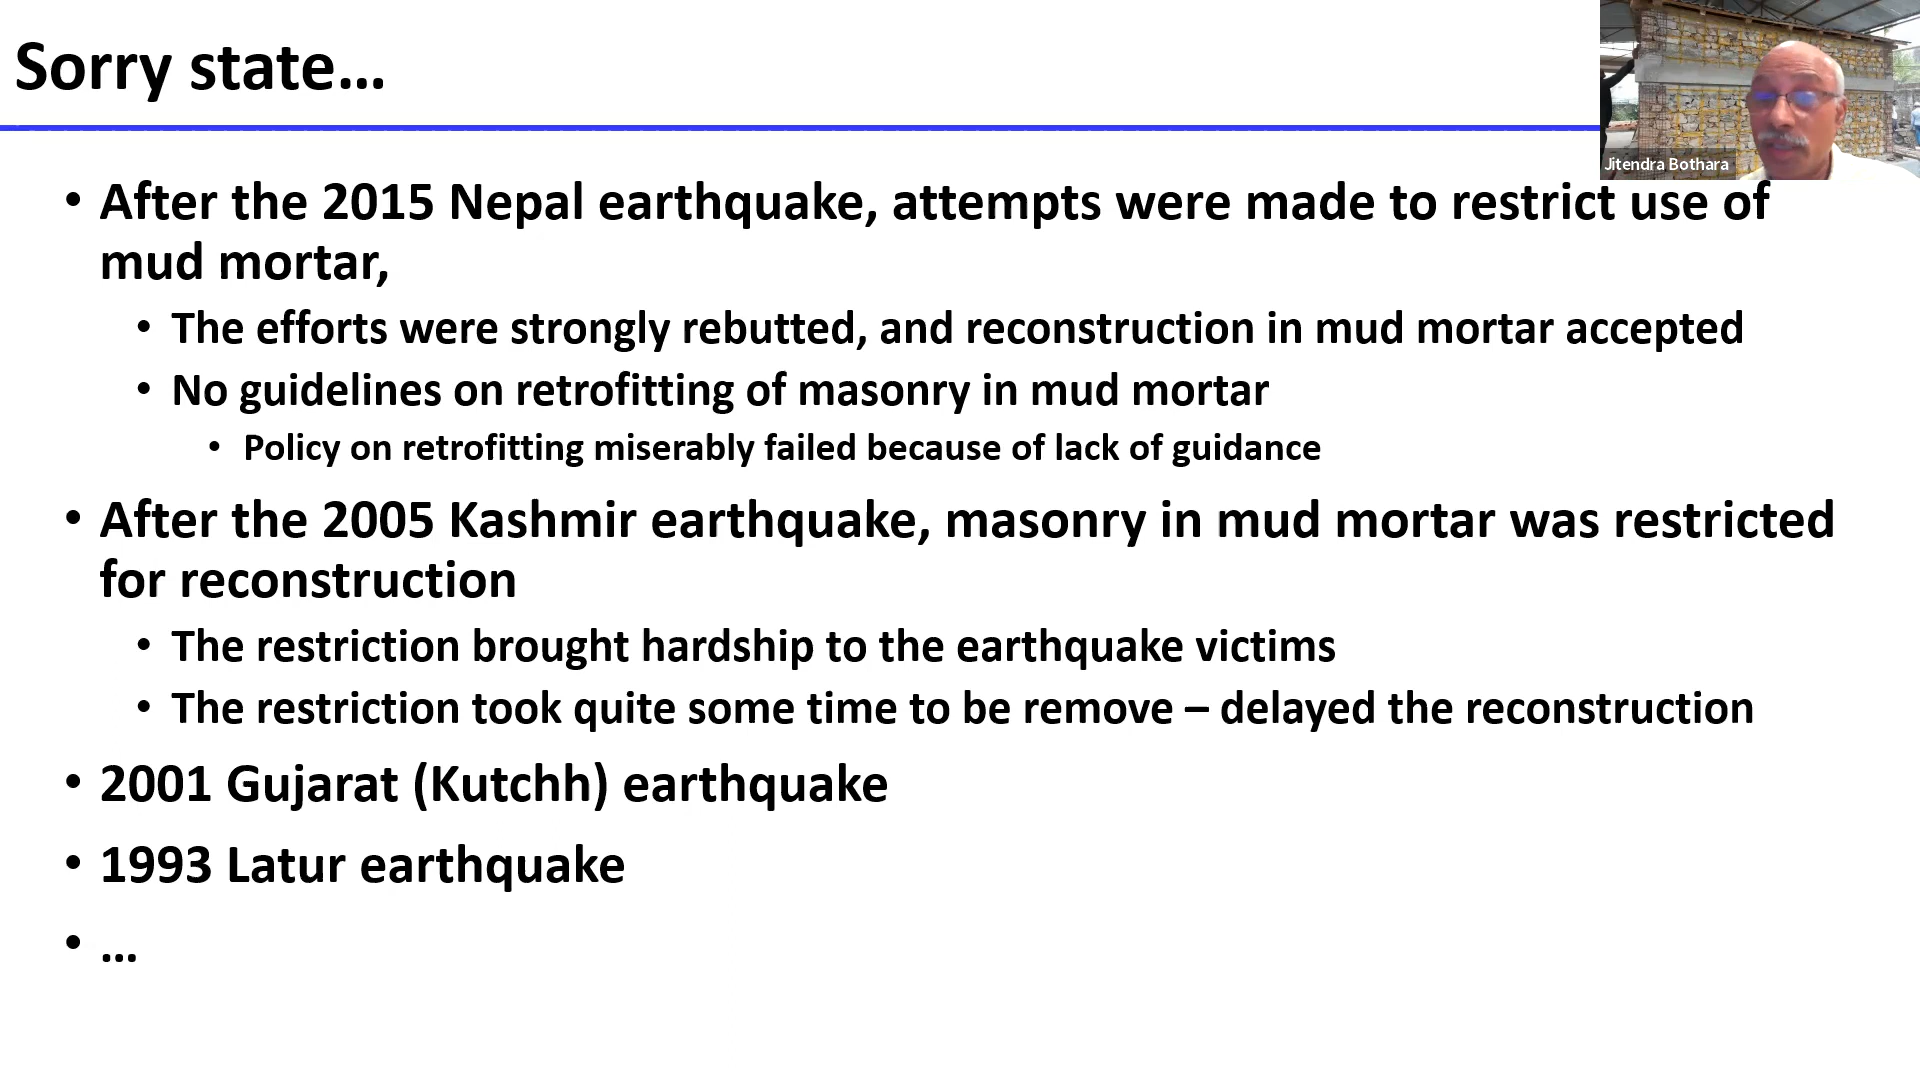 Sorry state...
Jitendra Bothara
• After the 2015 Nepal earthquake, attempts were made to restrict use of
mud mortar,
• The efforts were strongly rebutted, and reconstruction in mud mortar accepted
• No guidelines on retrofitting of masonry in mud mortar
• Policy on retrofitting miserably failed because of lack of guidance
• After the 2005 Kashmir earthquake, masonry in mud mortar was restricted
for reconstruction
• The restriction brought hardship to the earthquake victims
• The restriction took quite some time to be remove – delayed the reconstruction
• 2001 Gujarat (Kutchh) earthquake
• 1993 Latur earthquake
• ...